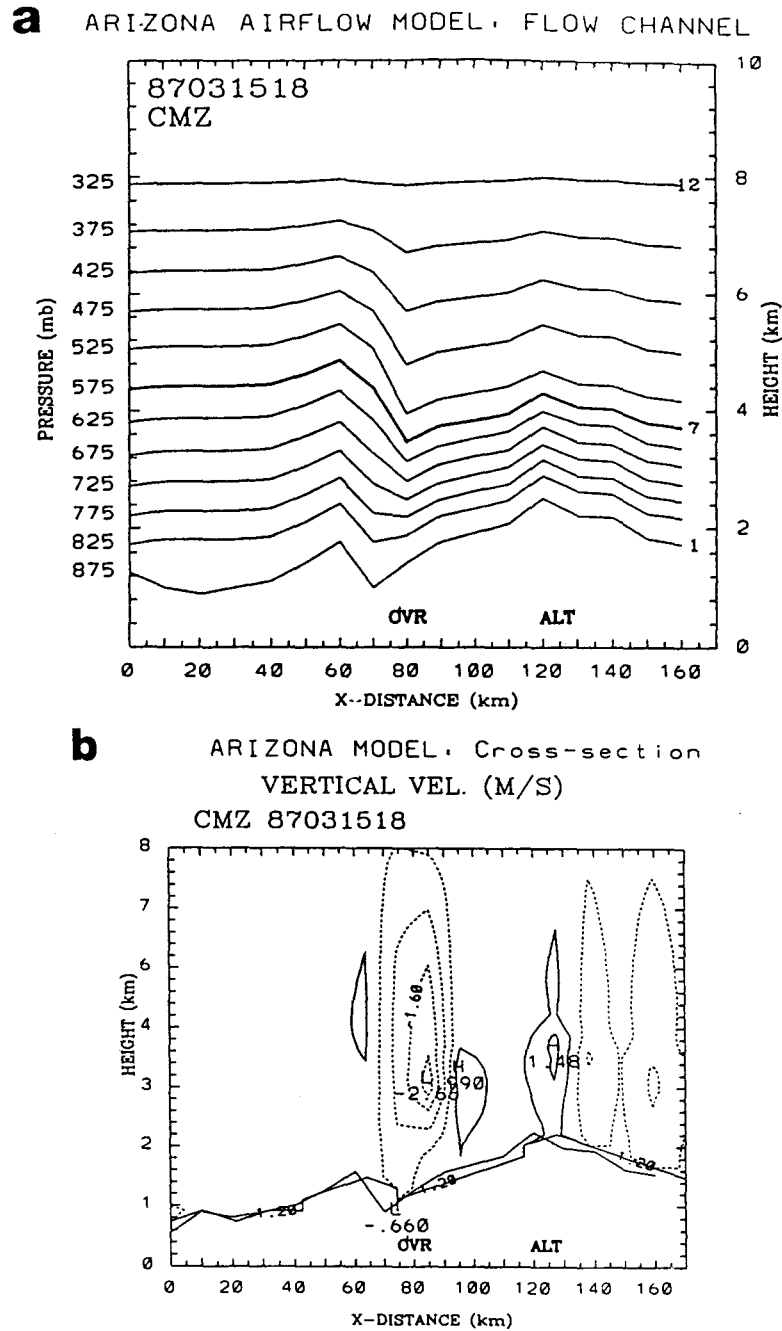 a ARIZONA AIRFLOW MODEL: FLOW CHANNEL
87031518
CMZ
10
8
6
4
2
0
HEIGHT (km)
325
375
425
475
525
575
625
675
725
775
825
875
PRESSURE (mb)
12
7
1
OVR ALT
0 20 40 60 80 100 120 140 160
X--DISTANCE (km)
b ARIZONA MODEL: Cross-section
VERTICAL VEL. (M/S)
CMZ 87031518
8
7
6
4
3
2
1
0
HEIGHT (km)
-1.60
H
L
.990
1.48
1.20
1.20
1.20
L
-.660
OVR ALT
0 20 40 60 80 100 120 140 160
X-DISTANCE (km)